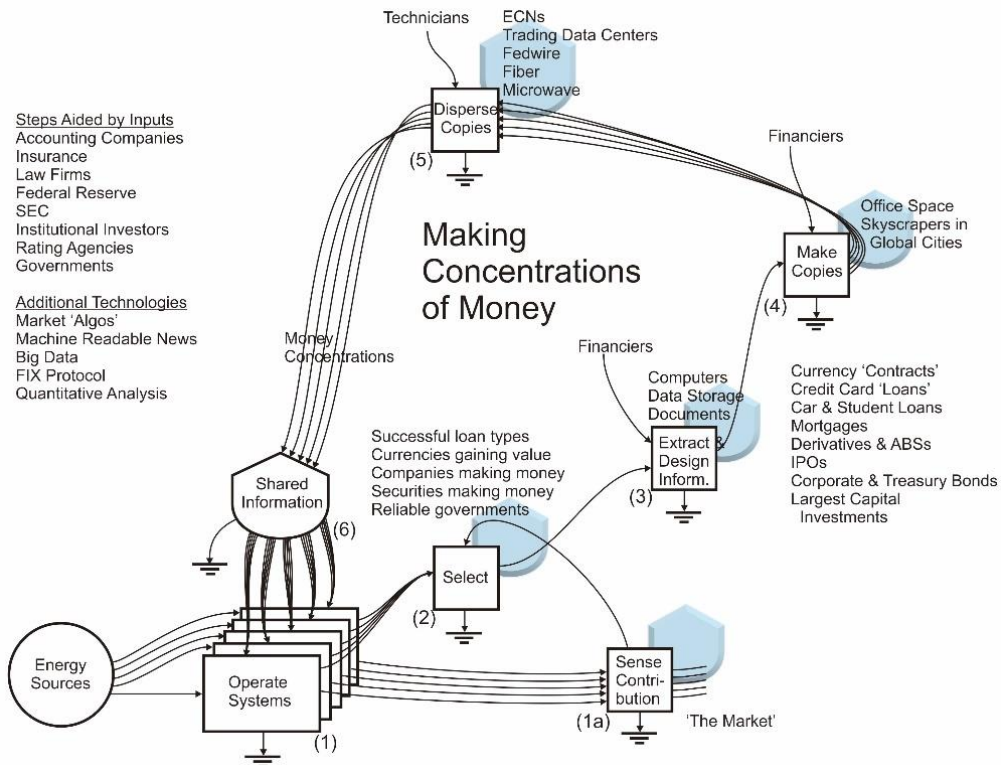 Technicians
ECNs
Trading Data Centers
Fedwire
Fiber
Microwave
Disperse
Copies
(5)
Steps Aided by Inputs
Accounting Companies
Insurance
Law Firms
Federal Reserve
SEC
Institutional Investors
Rating Agencies
Governments
Additional Technologies
Market ‘Algos’
Machine Readable News
Big Data
FIX Protocol
Quantitative Analysis
Making
Concentrations
of Money
Financiers
Office Space
Skyscrapers in
Global Cities
Make
Copies
(4)
Money
Concentrations
Financiers
Computers
Data Storage
Documents
Extract &
Design
Inform.
(3)
Currency ‘Contracts’
Credit Card ‘Loans’
Car & Student Loans
Mortgages
Derivatives & ABSs
IPOs
Corporate & Treasury Bonds
Largest Capital
Investments
Successful loan types
Currencies gaining value
Companies making money
Securities making money
Reliable governments
Shared
Information
(6)
Select
(2)
Energy
Sources
Operate
Systems
(1)
Sense
Contri-
bution
(1a)
'The Market'